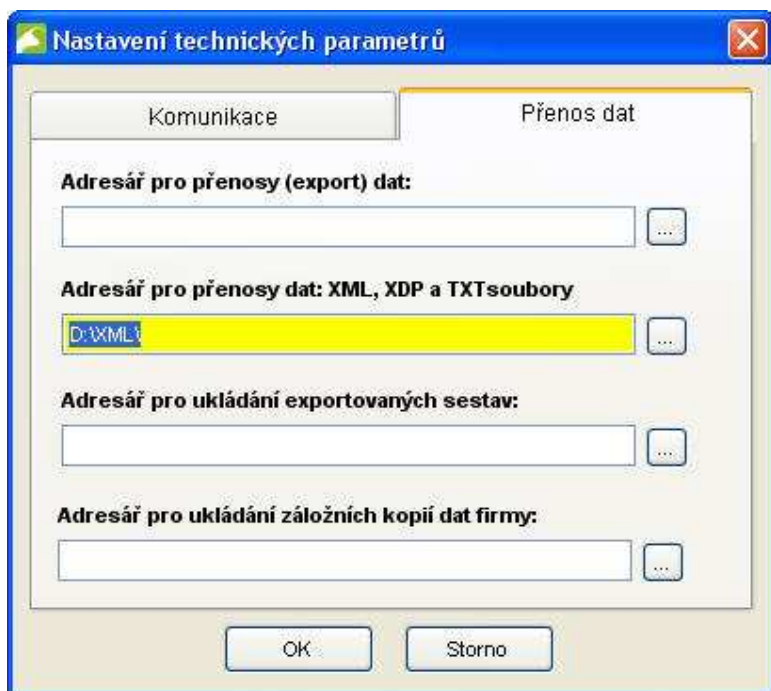 Nastavení technických parametrů
Komunikace
Přenos dat
Adresář pro přenosy (export) dat:
...
Adresář pro přenosy dat: XML, XDP a TXTsoubory
D:\XML\
...
Adresář pro ukládání exportovaných sestav:
...
Adresář pro ukládání záložních kopií dat firmy:
...
OK
Storno